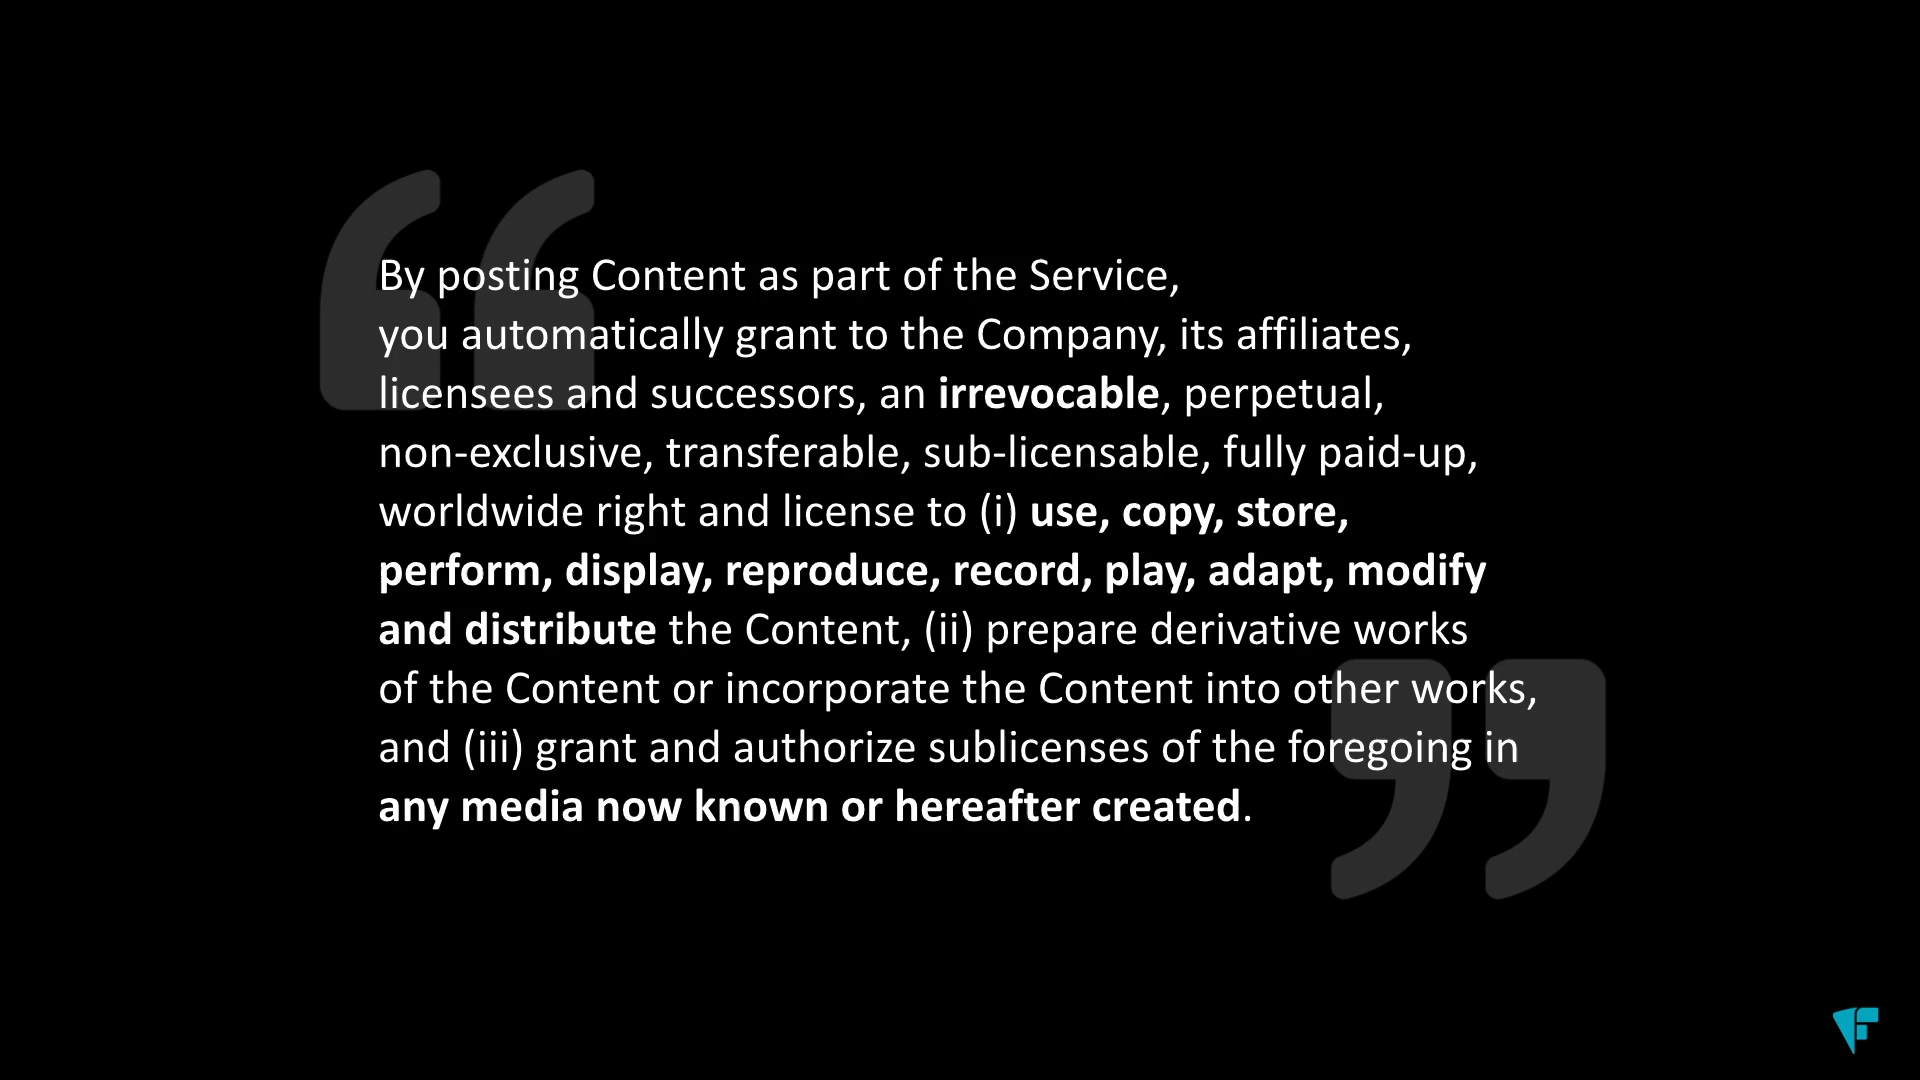 By posting Content as part of the Service,
you automatically grant to the Company, its affiliates,
licensees and successors, an irrevocable, perpetual,
non-exclusive, transferable, sub-licensable, fully paid-up,
worldwide right and license to (i) use, copy, store,
perform, display, reproduce, record, play, adapt, modify
and distribute the Content, (ii) prepare derivative works
of the Content or incorporate the Content into other works,
and (iii) grant and authorize sublicenses of the foregoing in
any media now known or hereafter created.